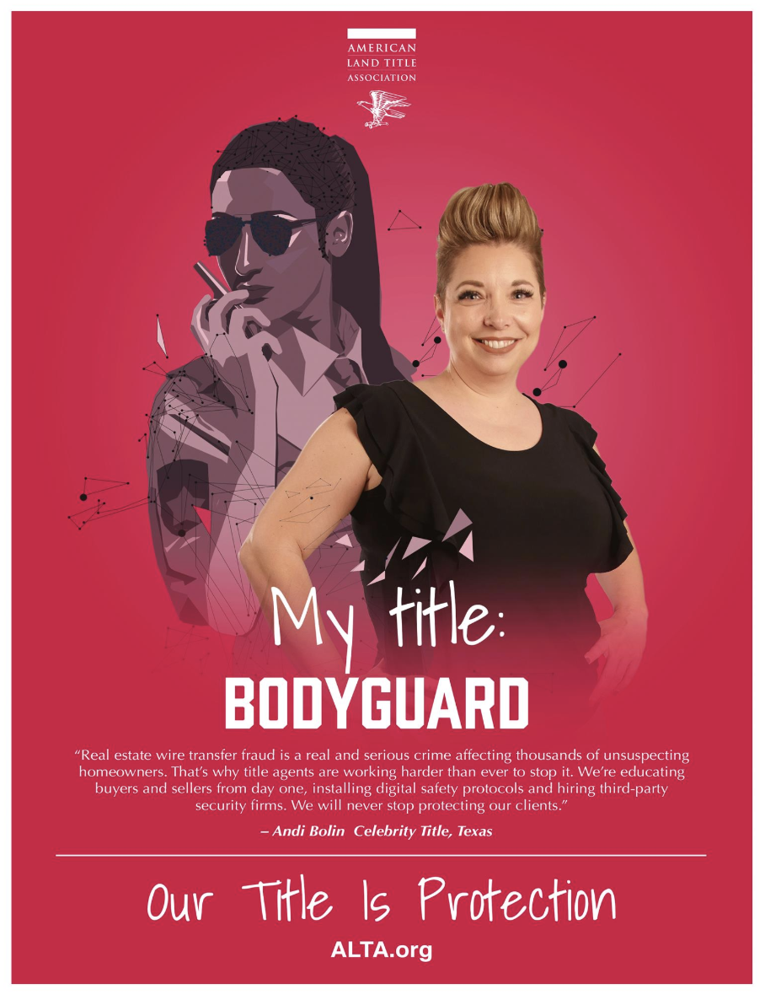 AMERICAN
LAND TITLE
ASSOCIATION
My title:
BODYGUARD
“Real estate wire transfer fraud is a real and serious crime affecting thousands of unsuspecting
homeowners. That’s why title agents are working harder than ever to stop it. We’re educating
buyers and sellers from day one, installing digital safety protocols and hiring third-party
security firms. We will never stop protecting our clients.”
– Andi Bolin  Celebrity Title, Texas
Our Title Is Protection
ALTA.org